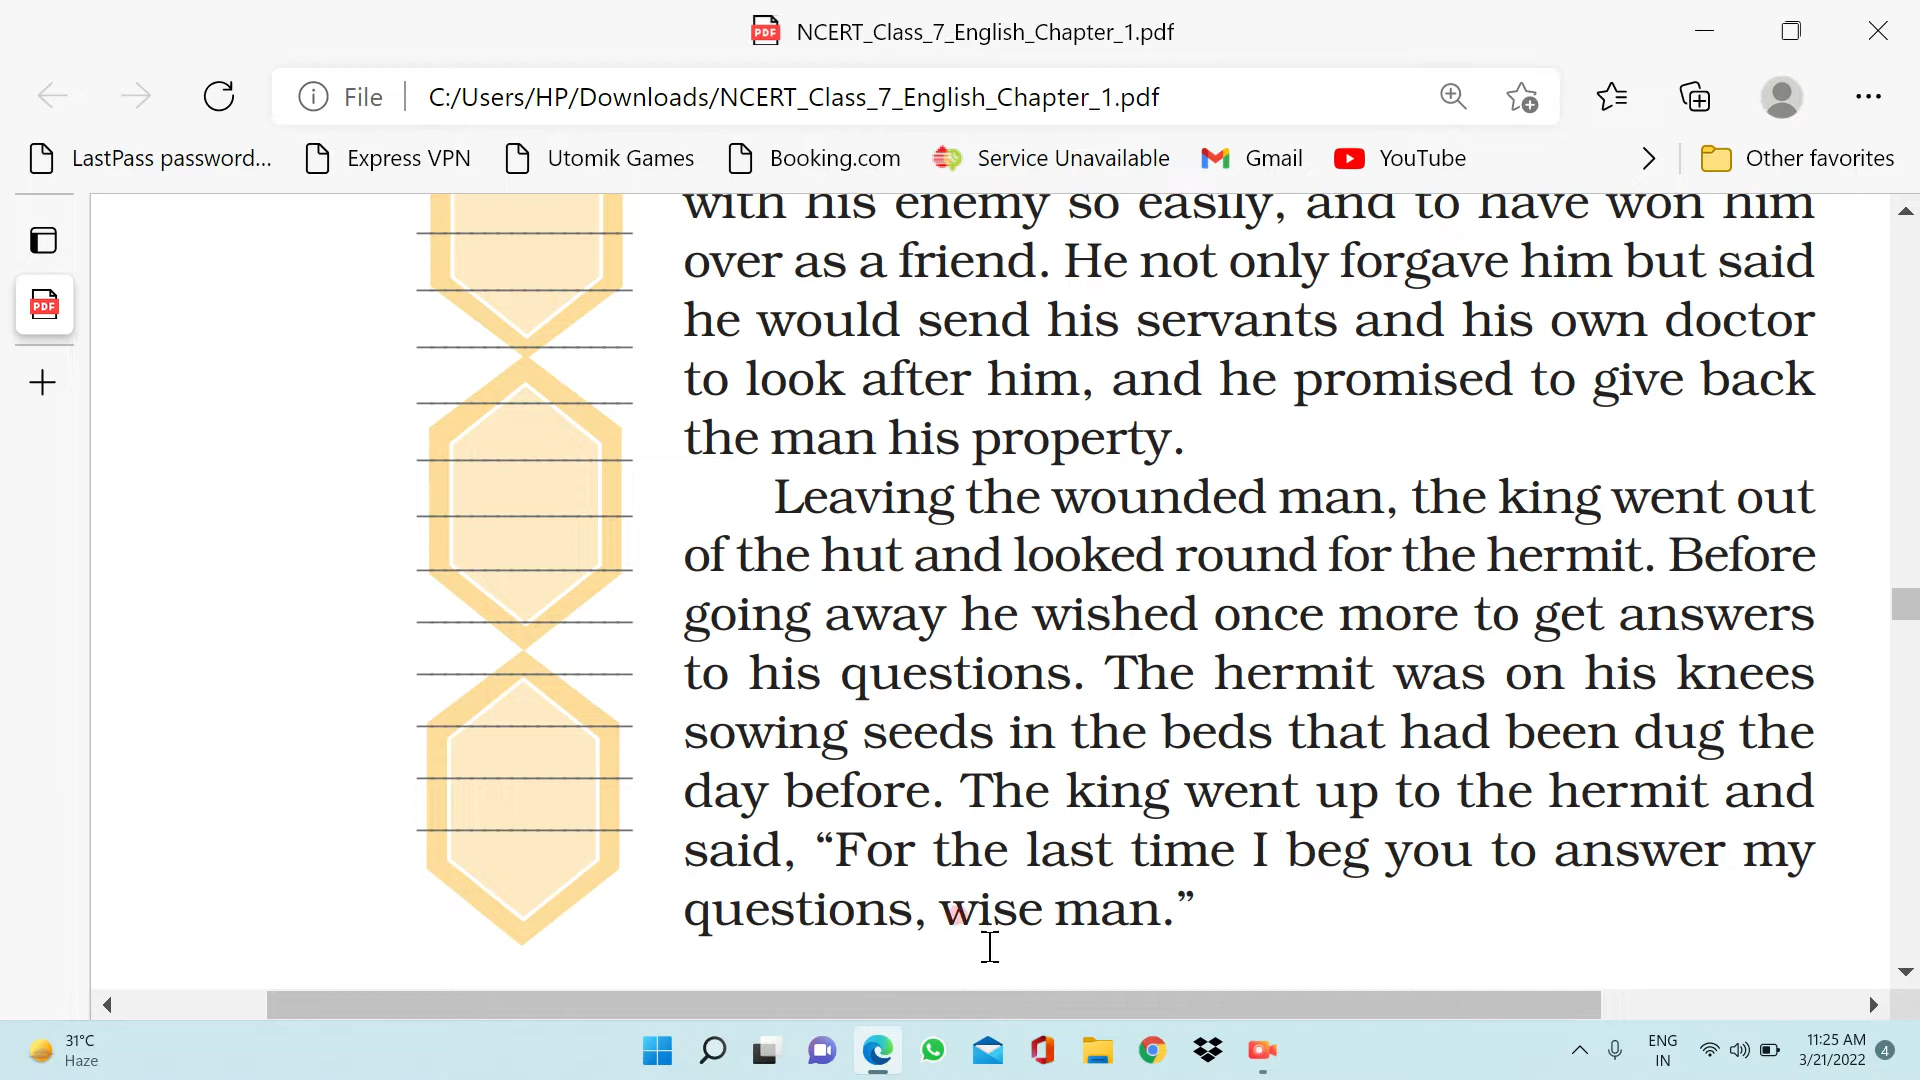 NCERT_Class_7_English_Chapter_1.pdf
File C:/Users/HP/Downloads/NCERT_Class_7_English_Chapter_1.pdf
LastPass password... Express VPN Utomik Games Booking.com Service Unavailable Gmail YouTube Other favorites
with his enemy so easily, and to have won him
over as a friend. He not only forgave him but said
he would send his servants and his own doctor
to look after him, and he promised to give back
the man his property.
Leaving the wounded man, the king went out
of the hut and looked round for the hermit. Before
going away he wished once more to get answers
to his questions. The hermit was on his knees
sowing seeds in the beds that had been dug the
day before. The king went up to the hermit and
said, “For the last time I beg you to answer my
questions, wise man.”
31°C
Haze
ENG
IN
11:25 AM
3/21/2022
4